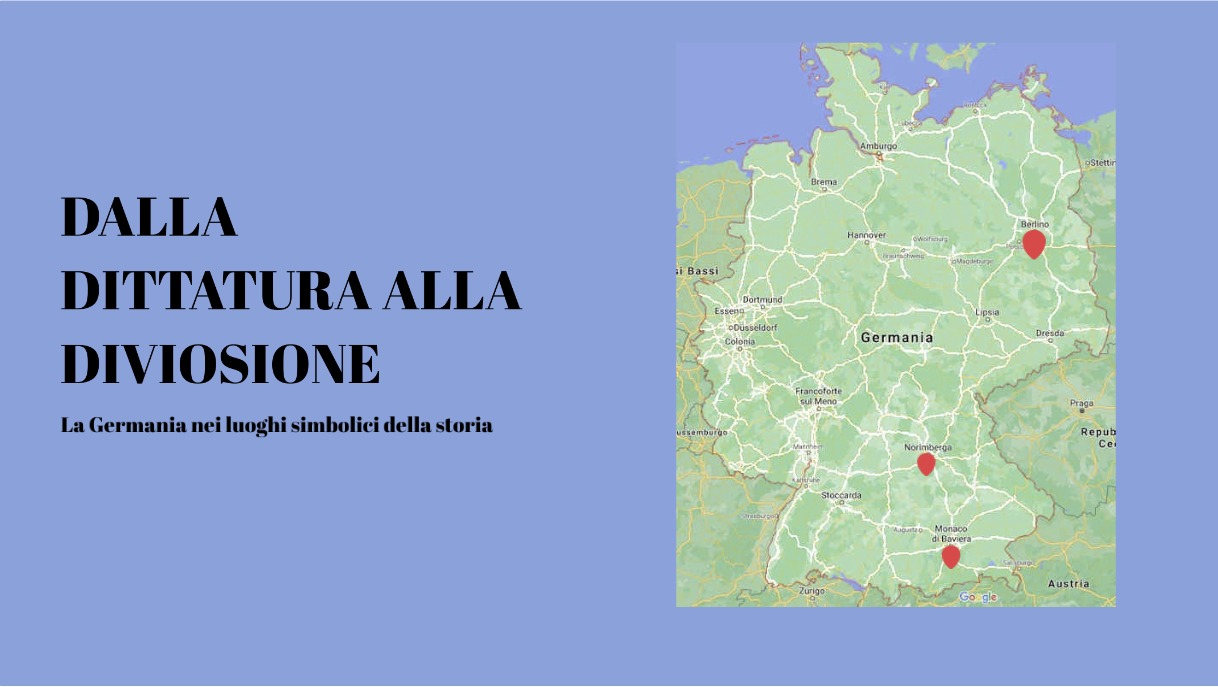 DALLA
DITTATURA ALLA
DIVIOSIONE
La Germania nei luoghi simbolici della storia
Amburgo
Stettin
Brema
Berlino
Hannover
Wolfsburg
Braunschweig
Magdeburgo
si Bassi
Dortmund
Essen
Düsseldorf
Colonia
Lipsia
Germania
Dresda
Francoforte
sul Meno
Praga
ussemburgo
Repub
Cec
Mannheim
Norimberga
Karlsruhe
Stoccarda
Strasburgo
Augusta
Monaco
di Baviera
Salisburgo
Austria
Zurigo
Google